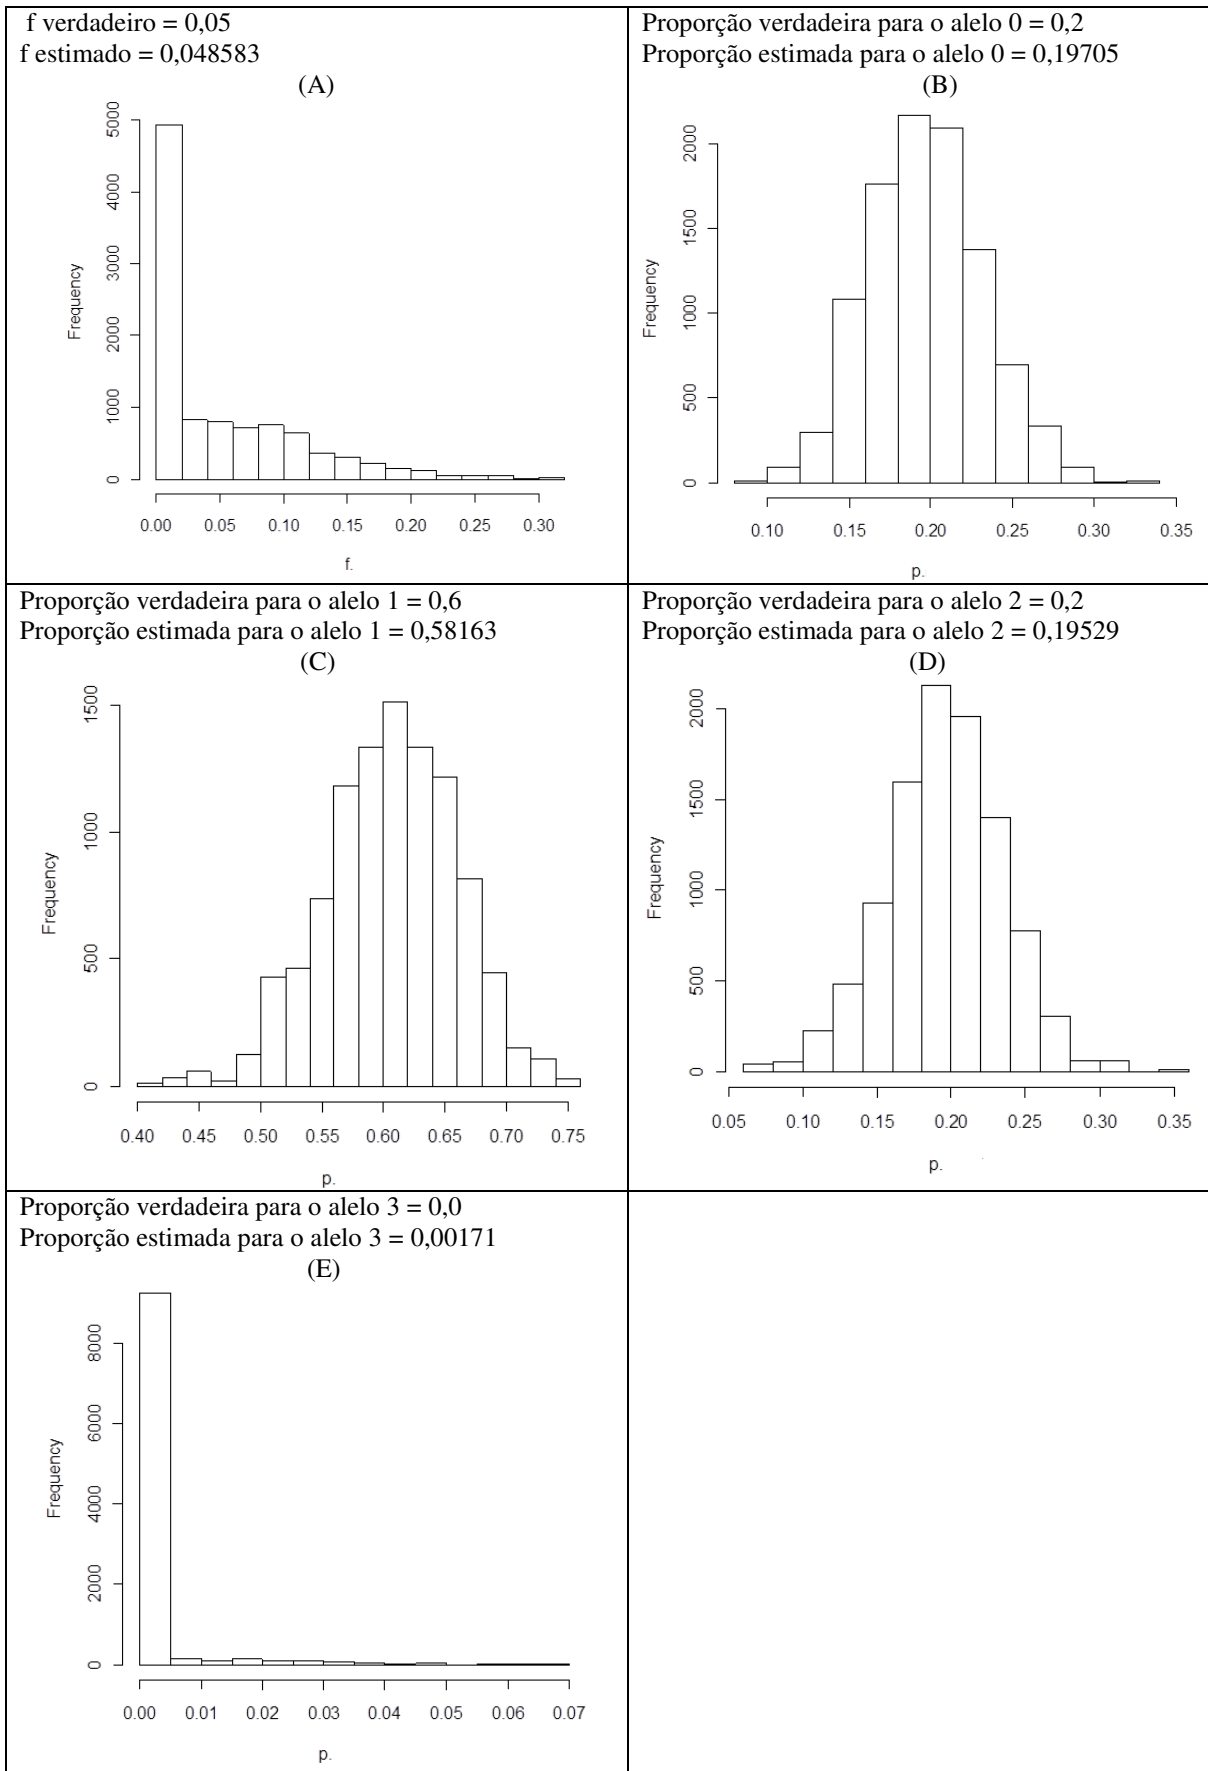 f verdadeiro = 0,05
f estimado = 0,048583
(A)
5000
4000
3000
2000
1000
0
Frequency
0.00 0.05 0.10 0.15 0.20 0.25 0.30
f.
Proporção verdadeira para o alelo 0 = 0,2
Proporção estimada para o alelo 0 = 0,19705
(B)
2000
1500
1000
500
0
Frequency
0.10 0.15 0.20 0.25 0.30 0.35
p.
Proporção verdadeira para o alelo 1 = 0,6
Proporção estimada para o alelo 1 = 0,58163
(C)
1500
1000
500
0
Frequency
0.40 0.45 0.50 0.55 0.60 0.65 0.70 0.75
p.
Proporção verdadeira para o alelo 2 = 0,2
Proporção estimada para o alelo 2 = 0,19529
(D)
2000
1500
1000
500
0
Frequency
0.05 0.10 0.15 0.20 0.25 0.30 0.35
p.
Proporção verdadeira para o alelo 3 = 0,0
Proporção estimada para o alelo 3 = 0,00171
(E)
8000
6000
4000
2000
0
Frequency
0.00 0.01 0.02 0.03 0.04 0.05 0.06 0.07
p.